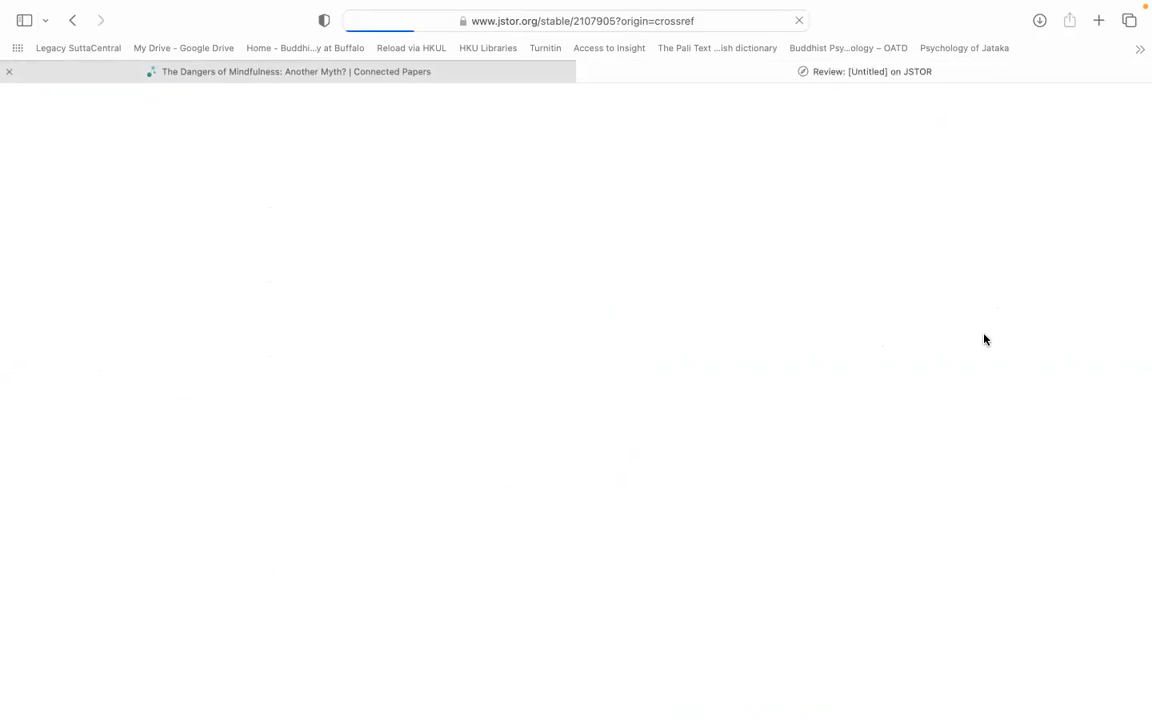 www.jstor.org/stable/2107905?origin=crossref
Legacy SuttaCentral My Drive - Google Drive Home - Buddhi...y at Buffalo Reload via HKUL HKU Libraries Turnitin Access to Insight The Pali Text ...ish dictionary Buddhist Psy...ology – OATD Psychology of Jataka
The Dangers of Mindfulness: Another Myth? | Connected Papers Review: [Untitled] on JSTOR